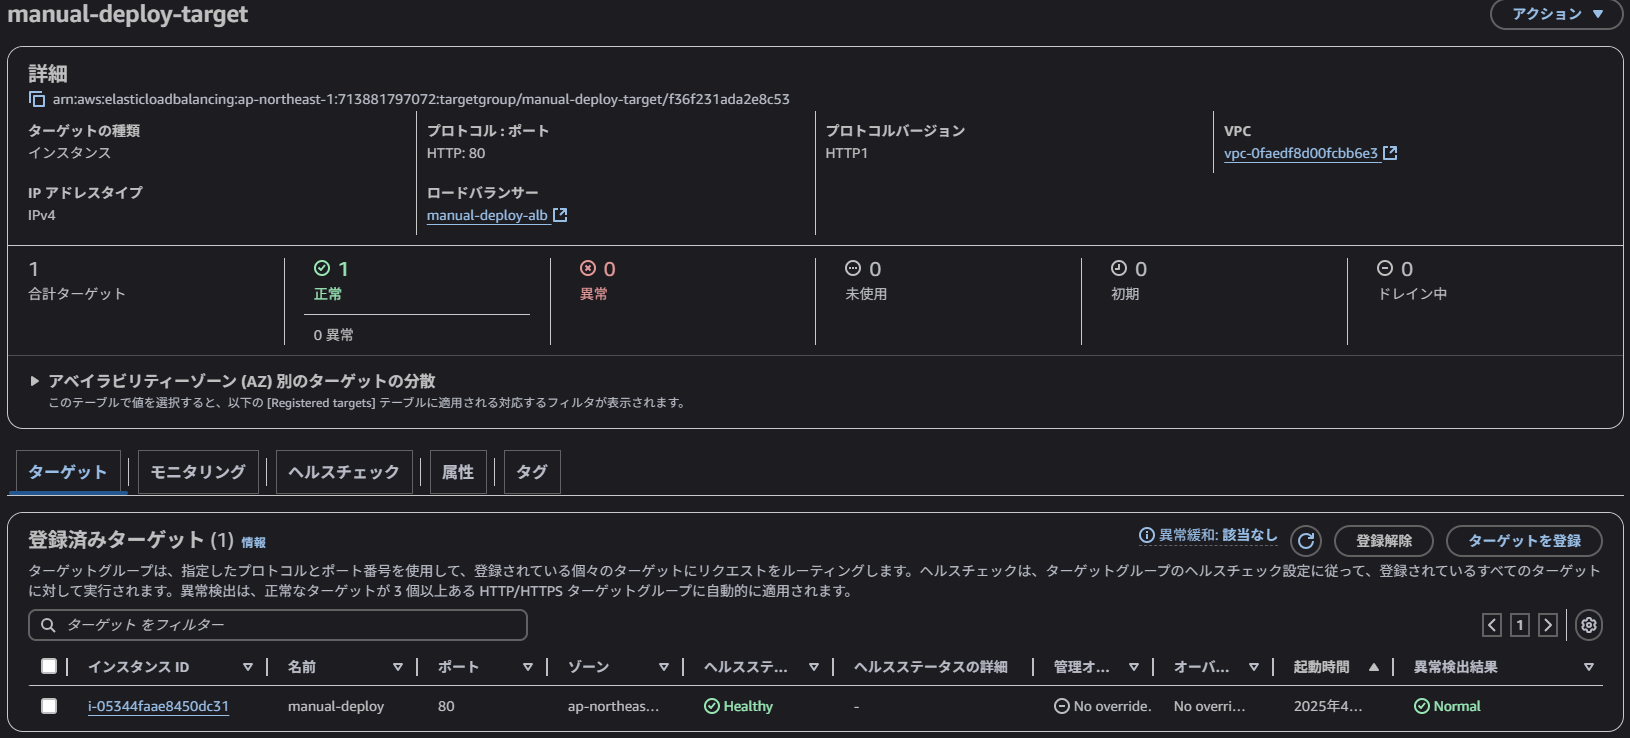 manual-deploy-target
アクション
詳細
arn:aws:elasticloadbalancing:ap-northeast-1:713881797072:targetgroup/manual-deploy-target/f36f231ada2e8c53
ターゲットの種類
インスタンス
プロトコル : ポート
HTTP: 80
プロトコルバージョン
HTTP1
VPC
vpc-0faedf8d00fcbb6e3
IP アドレスタイプ
IPv4
ロードバランサー
manual-deploy-alb
1
合計ターゲット
1
正常
0 異常
0
異常
0
未使用
0
初期
0
ドレイン中
アベイラビリティーゾーン (AZ) 別のターゲットの分散
このテーブルで値を選択すると、以下の [Registered targets] テーブルに適用される対応するフィルタが表示されます。
ターゲット
モニタリング
ヘルスチェック
属性
タグ
登録済みターゲット (1) 情報
異常緩和: 該当なし
登録解除
ターゲットを登録
ターゲットグループは、指定したプロトコルとポート番号を使用して、登録されている個々のターゲットにリクエストをルーティングします。ヘルスチェックは、ターゲットグループのヘルスチェック設定に従って、登録されているすべてのターゲット
に対して実行されます。異常検出は、正常なターゲットが 3 個以上ある HTTP/HTTPS ターゲットグループに自動的に適用されます。
ターゲット をフィルター
1
インスタンス ID 名前 ポート ゾーン ヘルスステ... ヘルスステータスの詳細 管理オ... オーバ... 起動時間 異常検出結果
i-05344faae8450dc31 manual-deploy 80 ap-northeas... Healthy - No override. No overri... 2025年4... Normal